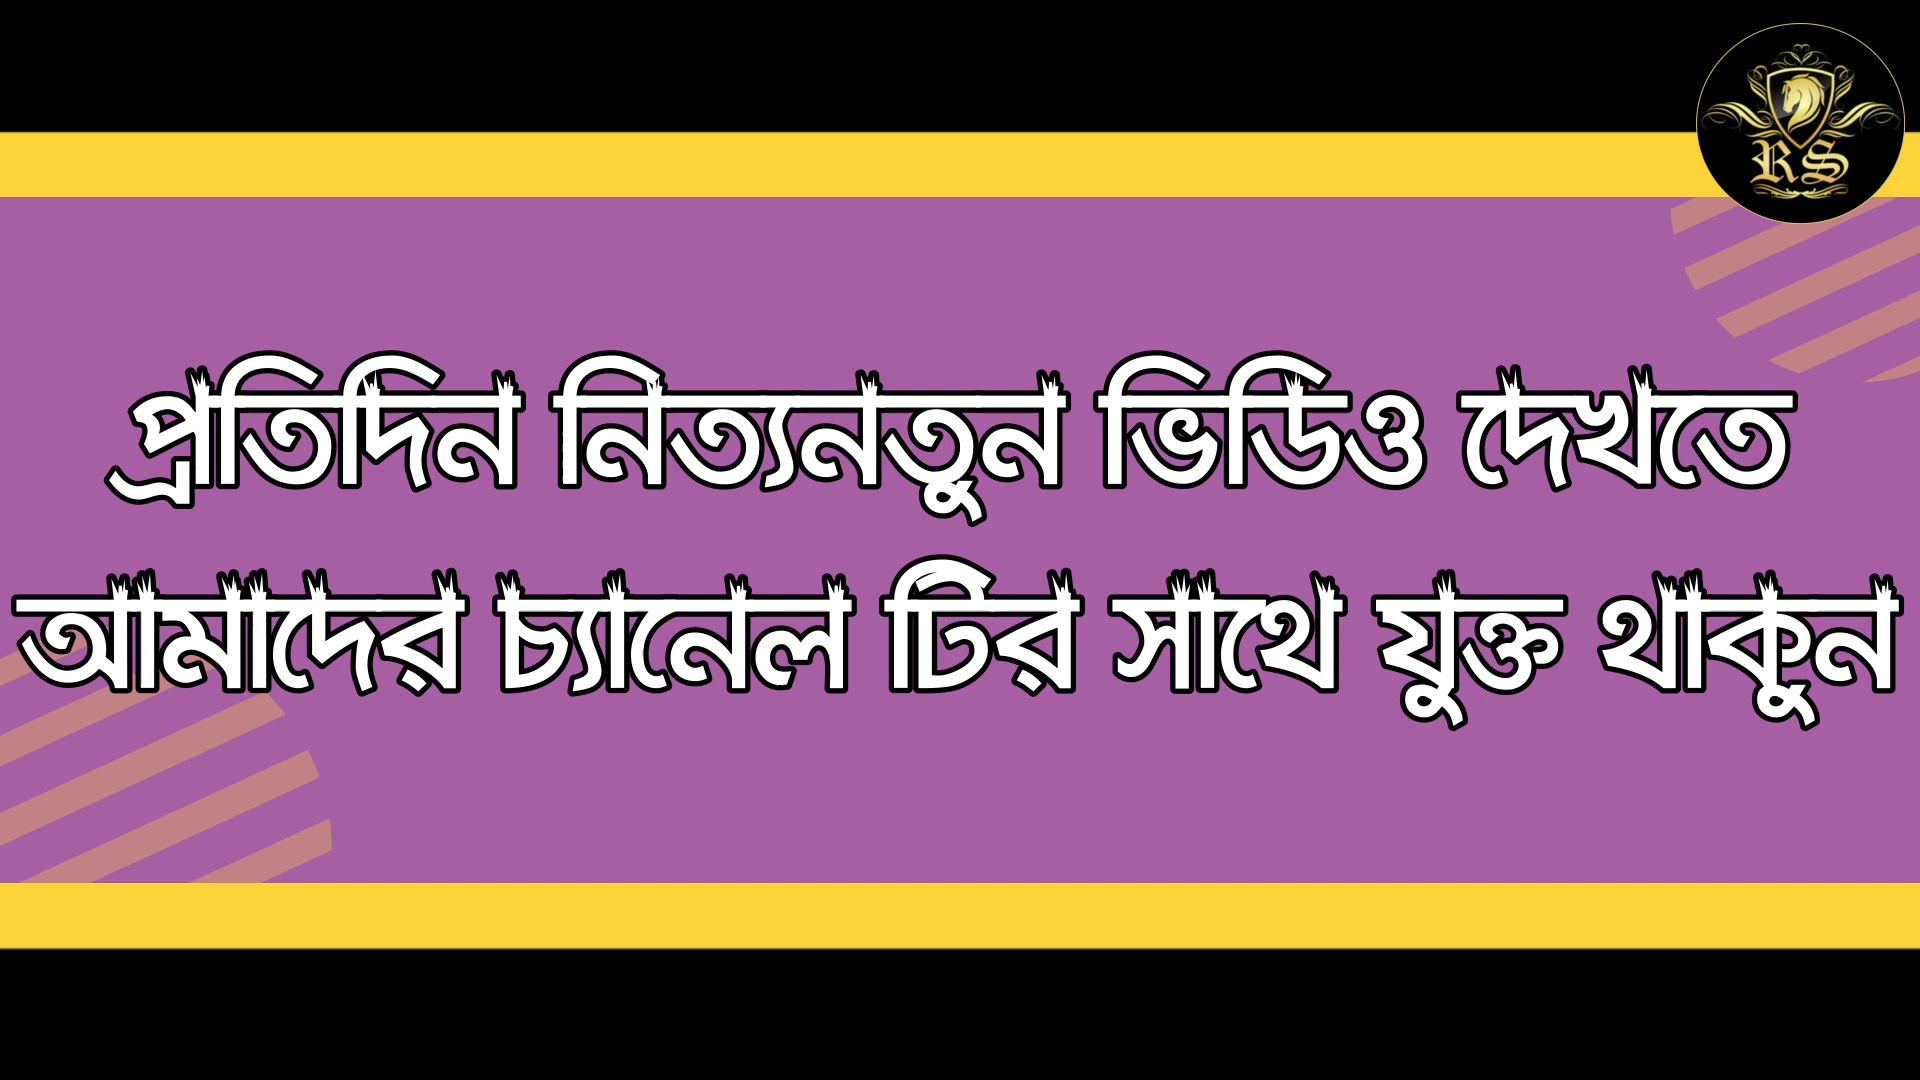 RS
প্রতিদিন নিত্যনতুন ভিডিও দেখতে
আমাদের চ্যানেল টির সাথে যুক্ত থাকুন